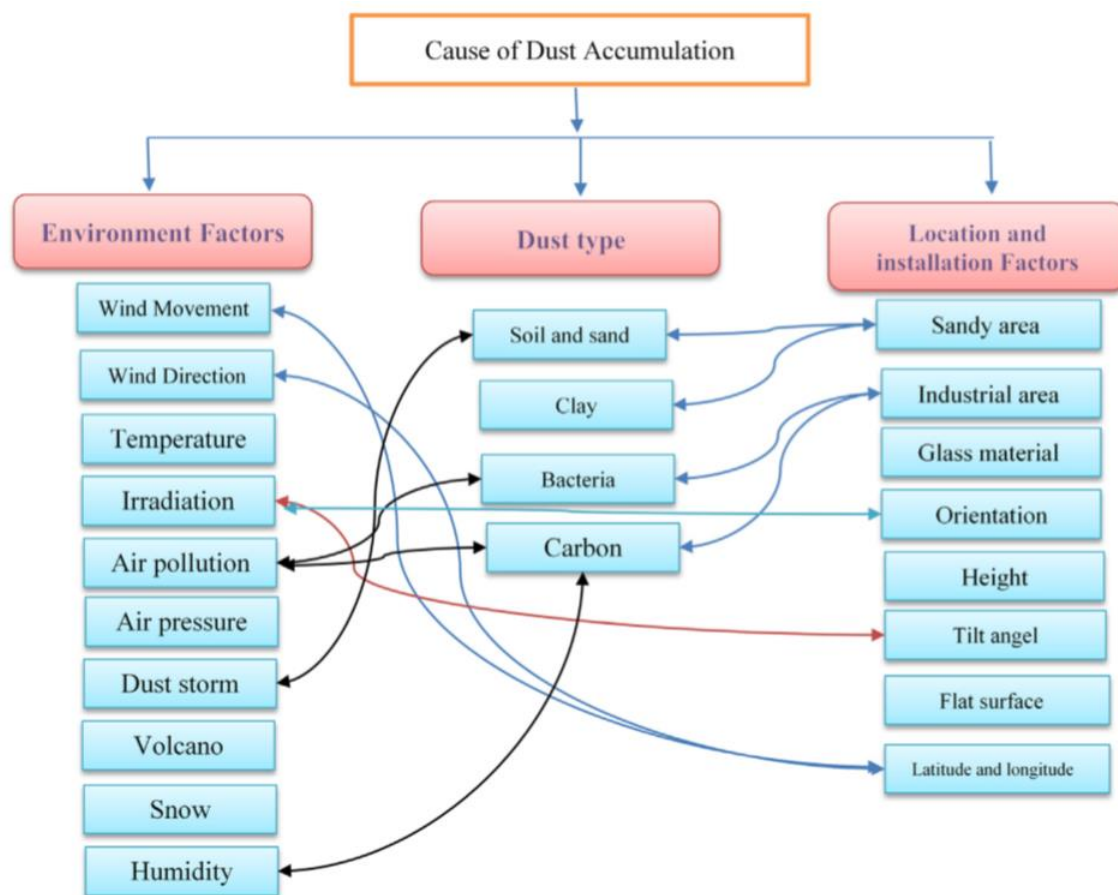 Cause of Dust Accumulation
Environment Factors
Wind Movement
Wind Direction
Temperature
Irradiation
Air pollution
Air pressure
Dust storm
Volcano
Snow
Humidity
Dust type
Soil and sand
Clay
Bacteria
Carbon
Location and
installation Factors
Sandy area
Industrial area
Glass material
Orientation
Height
Tilt angel
Flat surface
Latitude and longitude